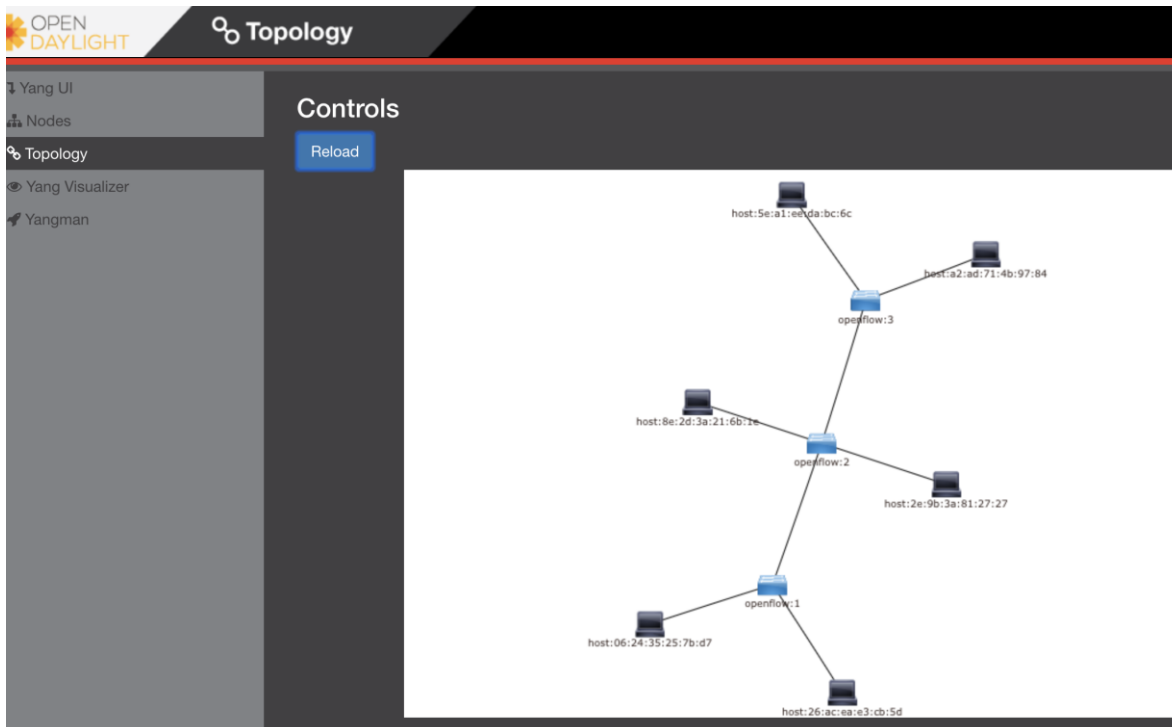 OPEN
DAYLIGHT
Topology
Yang UI
Nodes
Topology
Yang Visualizer
Yangman
Controls
Reload
host:5e:a1:ee:da:bc:6c
host:a2:ad:71:4b:97:84
openflow:3
host:8e:2d:3a:21:6b:1e
openflow:2
host:2e:9b:3a:81:27:27
openflow:1
host:06:24:35:25:7b:d7
host:26:ac:ea:e3:cb:5d